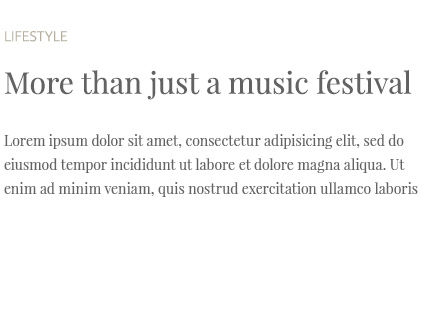 LIFESTYLE
More than just a music festival
Lorem ipsum dolor sit amet, consectetur adipisicing elit, sed do
eiusmod tempor incididunt ut labore et dolore magna aliqua. Ut
enim ad minim veniam, quis nostrud exercitation ullamco laboris